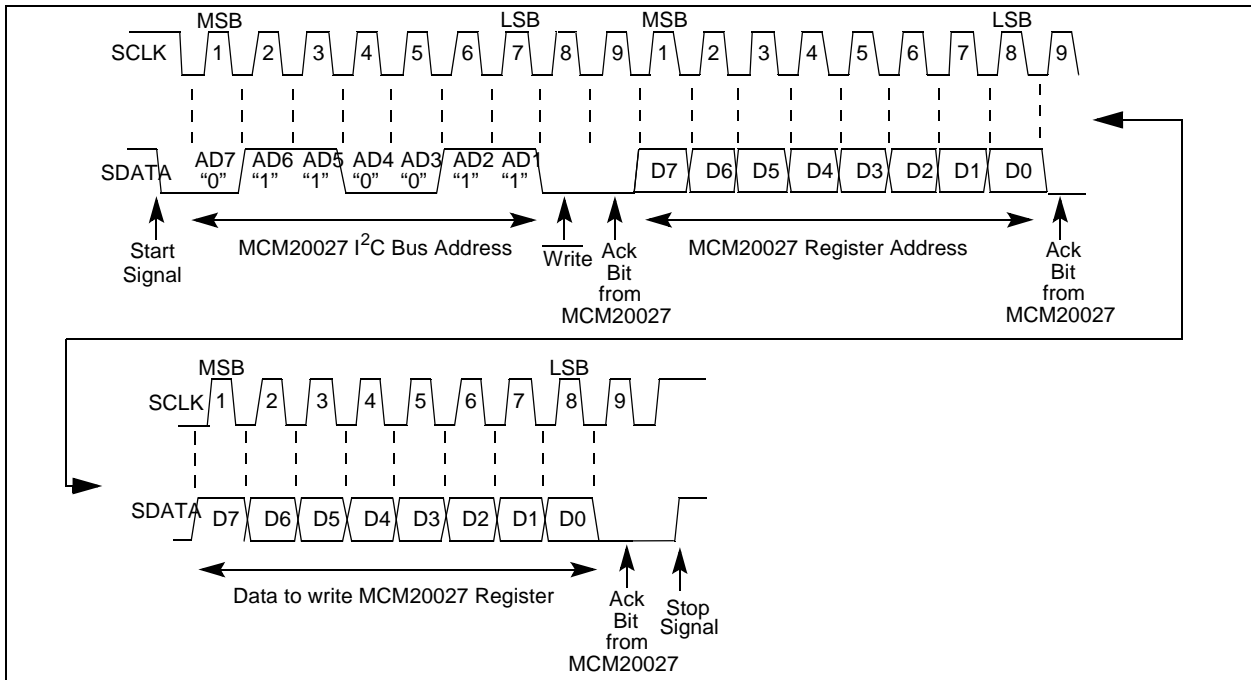 MSB LSB MSB LSB
SCLK 1 2 3 4 5 6 7 8 9 1 2 3 4 5 6 7 8 9
AD7 AD6 AD5 AD4 AD3 AD2 AD1
SDATA “0” “1” “1” “0” “0” “1” “1” D7 D6 D5 D4 D3 D2 D1 D0
Start Signal
MCM20027 I2C Bus Address
Write
Ack Bit from MCM20027
MCM20027 Register Address
Ack Bit from MCM20027
MSB LSB
SCLK 1 2 3 4 5 6 7 8 9
SDATA D7 D6 D5 D4 D3 D2 D1 D0
Data to write MCM20027 Register
Ack Bit from MCM20027
Stop Signal